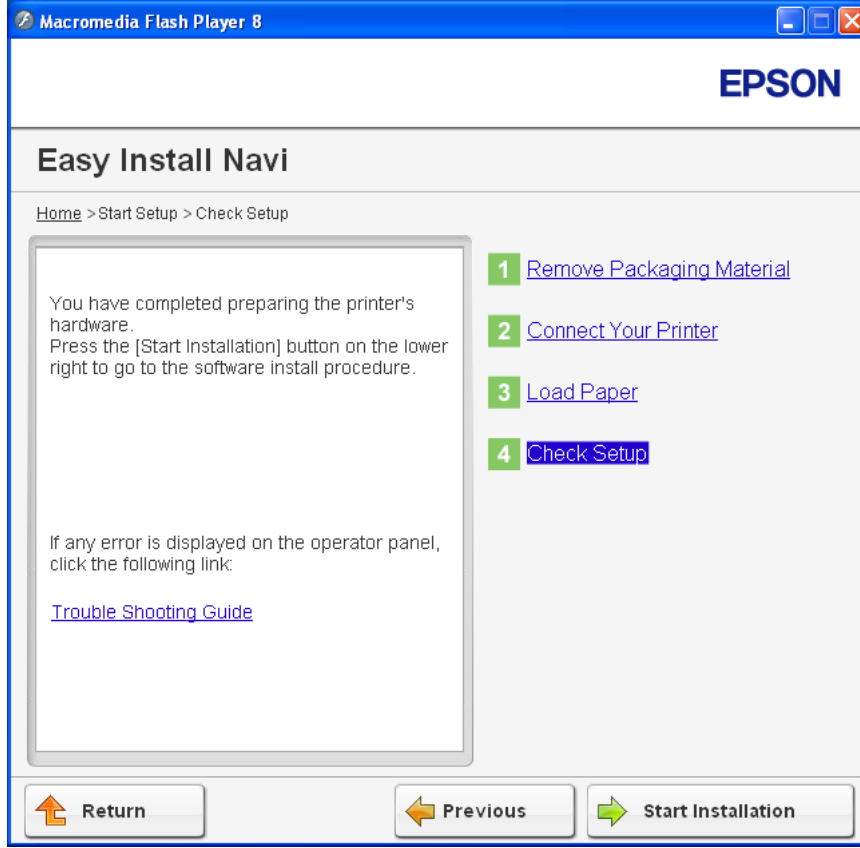 Macromedia Flash Player 8
EPSON
Easy Install Navi
Home > Start Setup > Check Setup
You have completed preparing the printer's
hardware.
Press the [Start Installation] button on the lower
right to go to the software install procedure.
If any error is displayed on the operator panel,
click the following link:
Trouble Shooting Guide
1 Remove Packaging Material
2 Connect Your Printer
3 Load Paper
4 Check Setup
Return
Previous
Start Installation